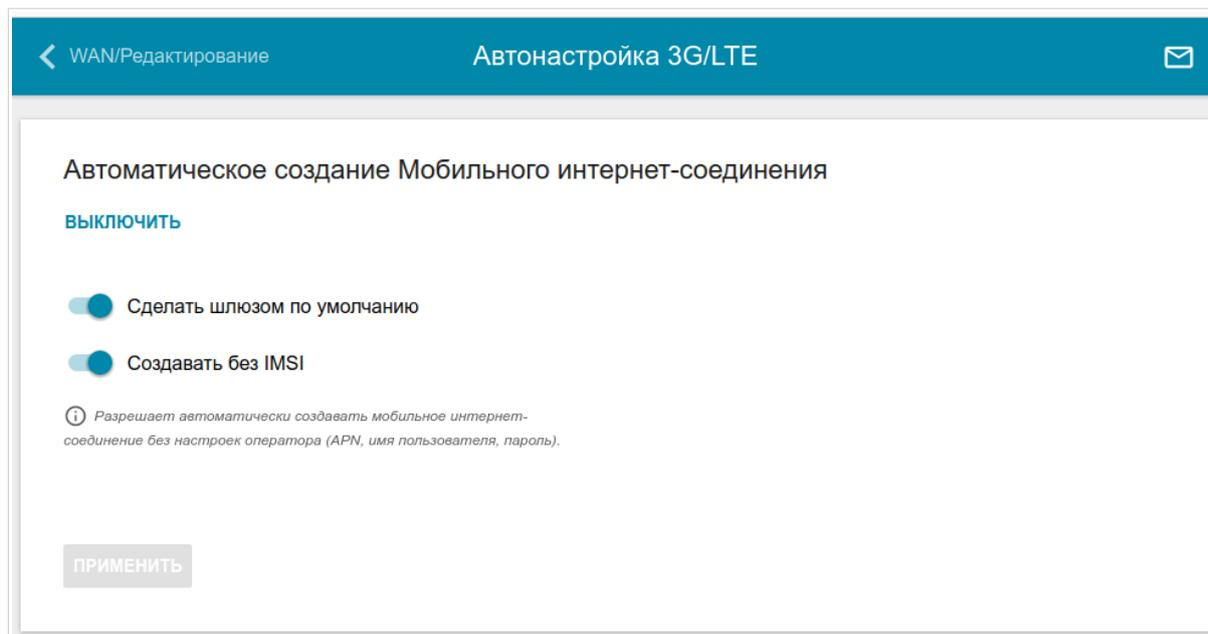 WAN/Редактирование
Автонастройка 3G/LTE
Автоматическое создание Мобильного интернет-соединения
ВЫКЛЮЧИТЬ
Сделать шлюзом по умолчанию
Создавать без IMSI
Разрешает автоматически создавать мобильное интернет-
соединение без настроек оператора (APN, имя пользователя, пароль).
ПРИМЕНИТЬ